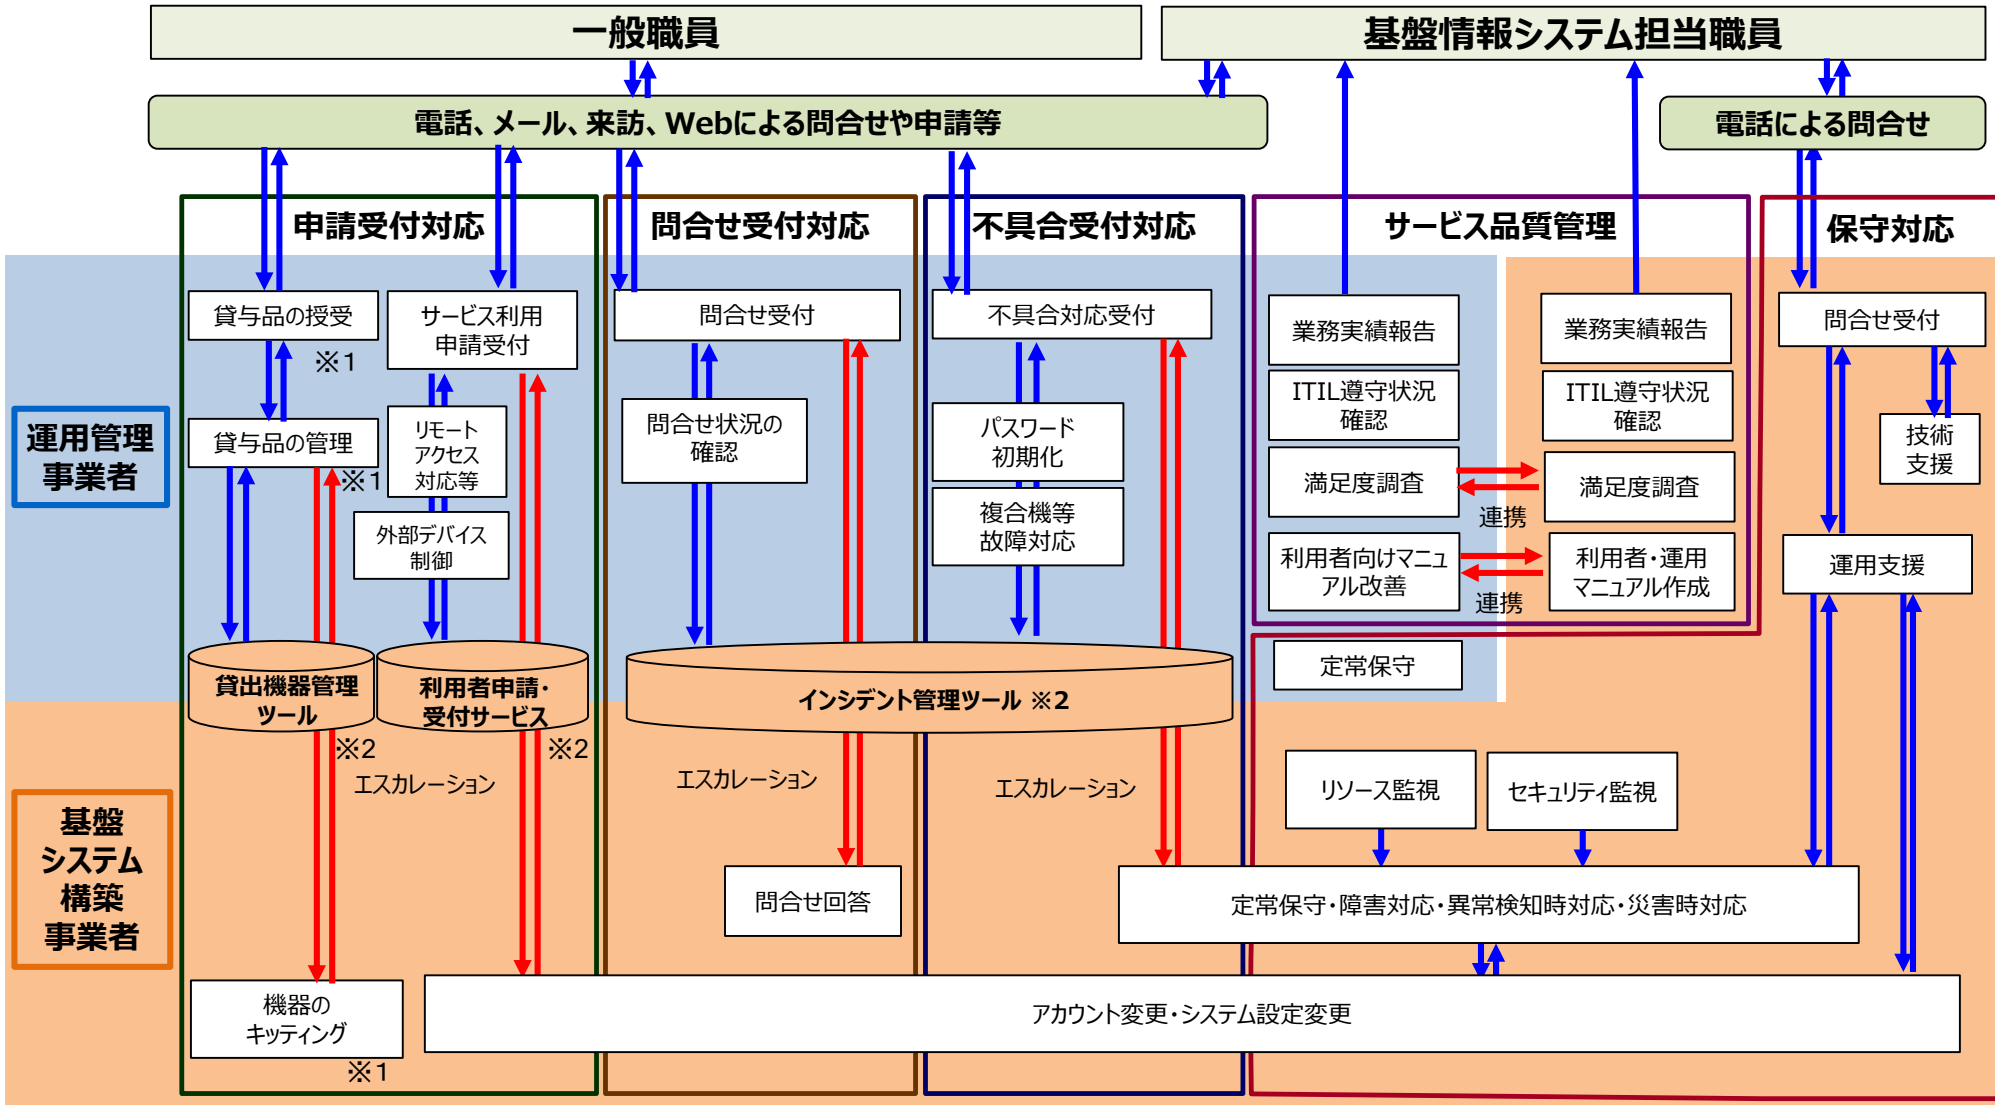 一般職員
基盤情報システム担当職員
電話、メール、来訪、Webによる問合せや申請等
電話による問合せ
申請受付対応
問合せ受付対応
不具合受付対応
サービス品質管理
保守対応
運用管理
事業者
基盤
システム
構築
事業者
貸与品の授受
※1
貸与品の管理
※1
サービス利用
申請受付
リモート
アクセス
対応等
外部デバイス
制御
貸出機器管理
ツール
※2
利用者申請・
受付サービス
※2
エスカレーション
機器の
キッティング
※1
問合せ受付
問合せ状況の
確認
インシデント管理ツール ※2
エスカレーション
問合せ回答
不具合対応受付
パスワード
初期化
複合機等
故障対応
エスカレーション
業務実績報告
ITIL遵守状況
確認
満足度調査
利用者向けマニュ
アル改善
連携
連携
業務実績報告
ITIL遵守状況
確認
満足度調査
利用者・運用
マニュアル作成
定常保守
リソース監視
セキュリティ監視
問合せ受付
技術
支援
運用支援
定常保守・障害対応・異常検知時対応・災害時対応
アカウント変更・システム設定変更